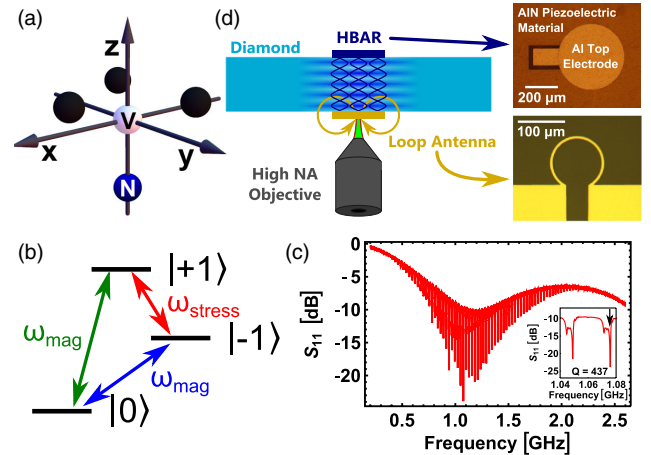 (a)
z
V
x
y
N
(d)
HBAR
Diamond
Loop Antenna
High NA
Objective
AlN Piezoelectric
Material
Al Top
Electrode
200 μm
100 μm
(b)
|+1⟩
ω_stress
|-1⟩
ω_mag
ω_mag
|0⟩
(c)
0
-5
-10
-15
-20
S₁₁ [dB]
0.5
1.0
1.5
2.0
2.5
Frequency[GHz]
-10
-15
-20
-25
S₁₁ [dB]
Q = 437
1.04
1.06
1.08
Frequency[GHz]